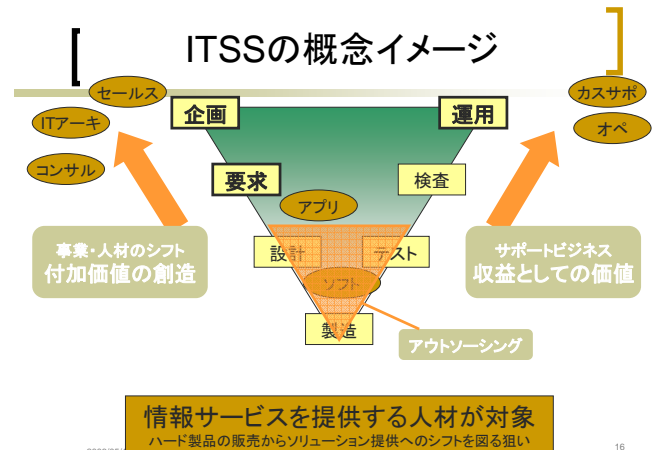 ITSSの概念イメージ
セールス
ITアーキ
コンサル
カスサポ
オペ
企画
運用
要求
検査
アプリ
設計
テスト
ソフト
製造
事業・人材のシフト
付加価値の創造
サポートビジネス
収益としての価値
アウトソーシング
情報サービスを提供する人材が対象
ハード製品の販売からソリューション提供へのシフトを図る狙い
16